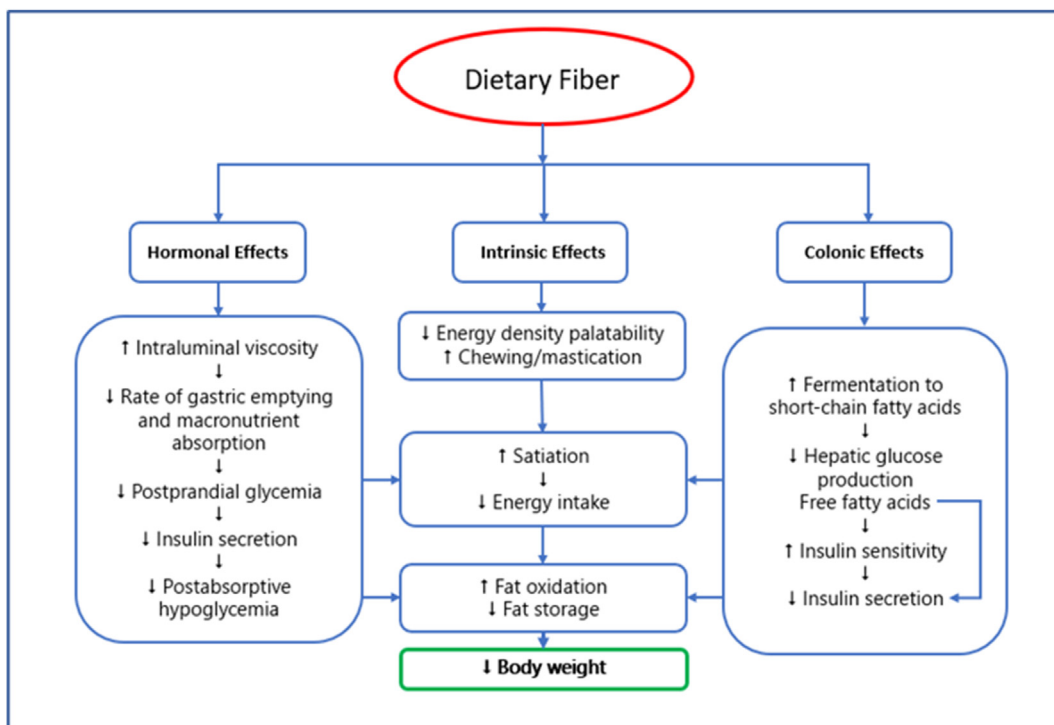 Dietary Fiber
Hormonal Effects
Intrinsic Effects
Colonic Effects
↑ Intraluminal viscosity
↓
↓ Rate of gastric emptying
and macronutrient
absorption
↓
↓ Postprandial glycemia
↓
↓ Insulin secretion
↓
↓ Postabsorptive
hypoglycemia
↓ Energy density palatability
↑ Chewing/mastication
↑ Satiation
↓
↓ Energy intake
↑ Fat oxidation
↓ Fat storage
↓ Body weight
↑ Fermentation to
short-chain fatty acids
↓
↓ Hepatic glucose
production
Free fatty acids
↓
↑ Insulin sensitivity
↓
↓ Insulin secretion